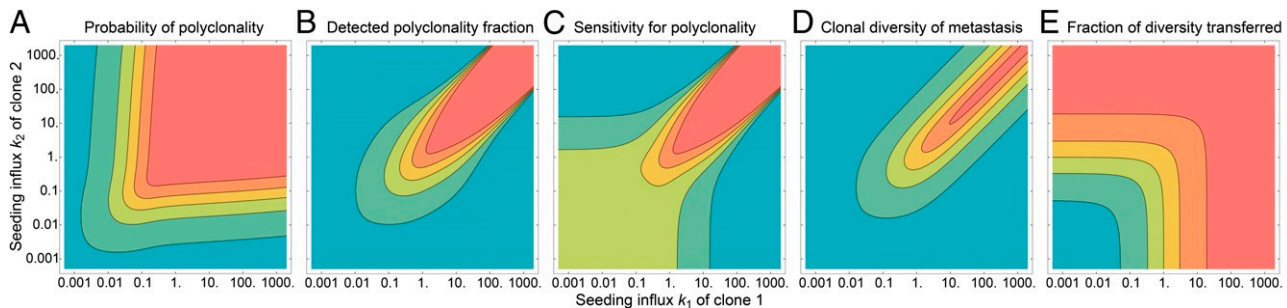 A Probability of polyclonality
B Detected polyclonality fraction
C Sensitivity for polyclonality
D Clonal diversity of metastasis
E Fraction of diversity transferred
Seeding influx k₂ of clone 2
1000.
100.
10.
1.
0.1
0.01
0.001
0.001 0.01 0.1 1. 10. 100. 1000.
0.001 0.01 0.1 1. 10. 100. 1000.
0.001 0.01 0.1 1. 10. 100. 1000.
0.001 0.01 0.1 1. 10. 100. 1000.
0.001 0.01 0.1 1. 10. 100. 1000.
Seeding influx k₁ of clone 1